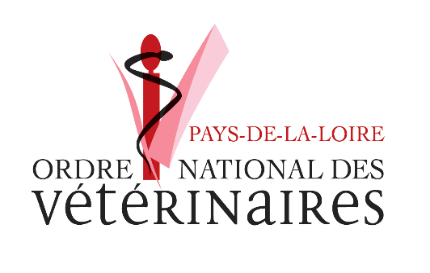 PAYS-DE-LA-LOIRE
ORDRE NATIONAL DES
vétéRINaIRes